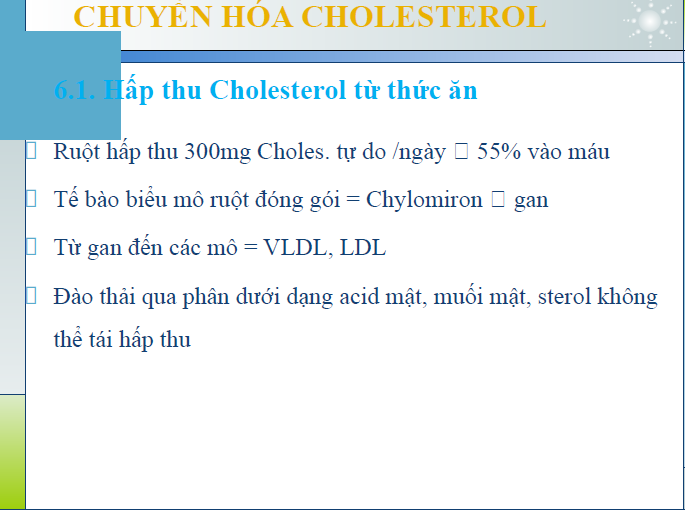 CHUYỂN HÓA CHOLESTEROL
6.1. Hấp thu Cholesterol từ thức ăn
Ruột hấp thu 300mg Choles. tự do /ngày  55% vào máu
Tế bào biểu mô ruột đóng gói = Chylomiron  gan
Từ gan đến các mô = VLDL, LDL
Đào thải qua phân dưới dạng acid mật, muối mật, sterol không
thể tái hấp thu